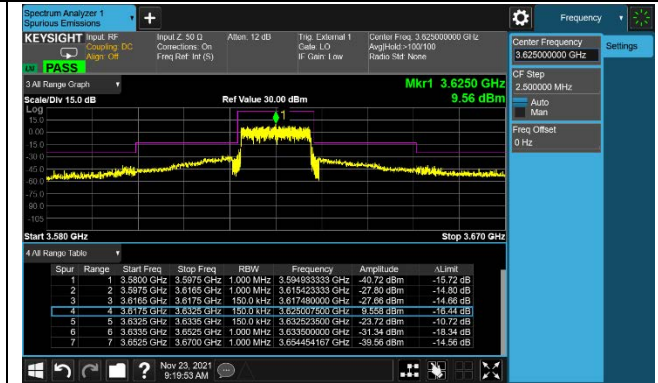 Spectrum Analyzer 1
Spurious Emissions
+
Frequency
KEYSIGHT Input: RF
Coupling: DC
Align: Off
Input Z: 50 Ω
Corrections: On
Freq Ref: Int (S)
Atten: 12 dB
Trig: External 1
Gate: LO
IF Gain: Low
Center Freq: 3.625000000 GHz
Avg|Hold:>100/100
Radio Std: None
LXI PASS
3 All Range Graph
Mkr1 3.6250 GHz
Scale/Div 15.0 dB
Ref Value 30.00 dBm
9.56 dBm
Log
1
15.0
0.00
-15.0
-30.0
-45.0
-60.0
-75.0
-90.0
-105
Start 3.580 GHz
Stop 3.670 GHz
4 All Range Table
Spur Range Start Freq Stop Freq RBW Frequency Amplitude ΔLimit
1 1 3.5800 GHz 3.5975 GHz 1.000 MHz 3.594933333 GHz -40.72 dBm -15.72 dB
2 2 3.5975 GHz 3.6165 GHz 1.000 MHz 3.615423333 GHz -27.80 dBm -14.80 dB
3 3 3.6165 GHz 3.6175 GHz 150.0 kHz 3.617480000 GHz -27.66 dBm -14.66 dB
4 4 3.6175 GHz 3.6325 GHz 150.0 kHz 3.625007500 GHz 9.558 dBm -16.44 dB
5 5 3.6325 GHz 3.6335 GHz 150.0 kHz 3.632523500 GHz -23.72 dBm -10.72 dB
6 6 3.6335 GHz 3.6525 GHz 1.000 MHz 3.633500000 GHz -31.34 dBm -18.34 dB
7 7 3.6525 GHz 3.6700 GHz 1.000 MHz 3.654454167 GHz -39.56 dBm -14.56 dB
Nov 23, 2021
9:19:53 AM
?
Center Frequency
3.625000000 GHz
Settings
CF Step
2.500000 MHz
Auto
Man
Freq Offset
0 Hz